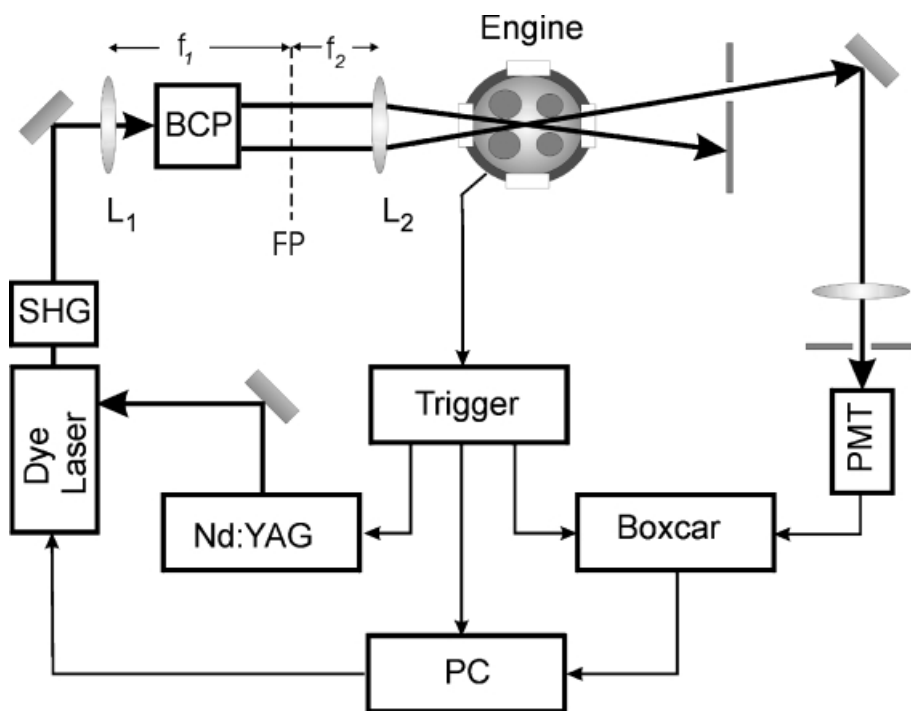 Engine
f1
f2
BCP
L1
FP
L2
SHG
Dye
Laser
Trigger
PMT
Nd:YAG
Boxcar
PC